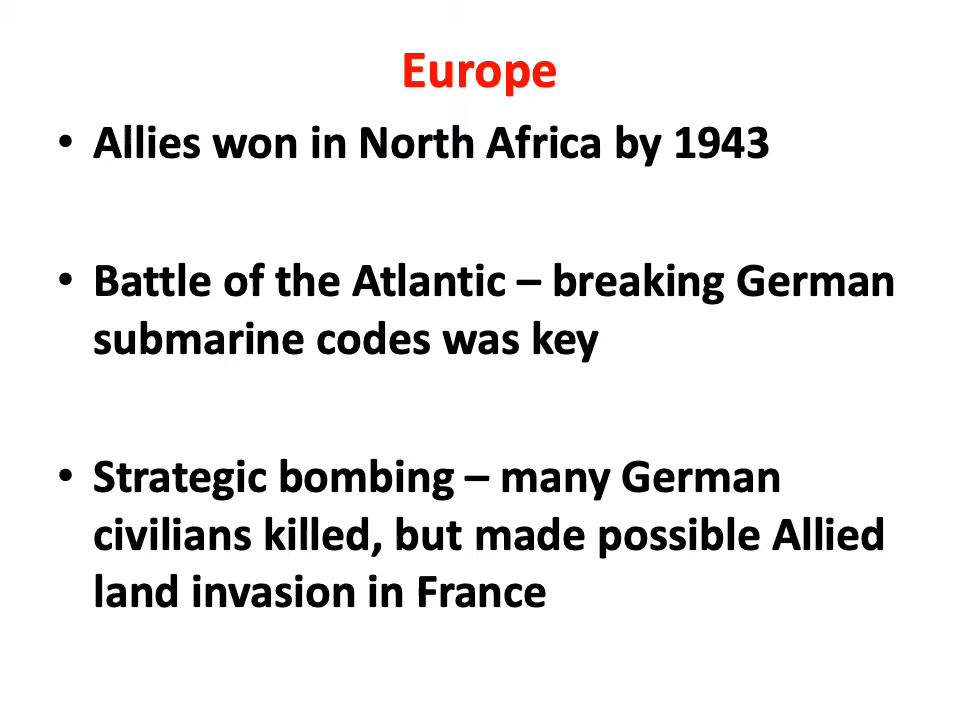 Europe
• Allies won in North Africa by 1943
• Battle of the Atlantic – breaking German
submarine codes was key
• Strategic bombing – many German
civilians killed, but made possible Allied
land invasion in France